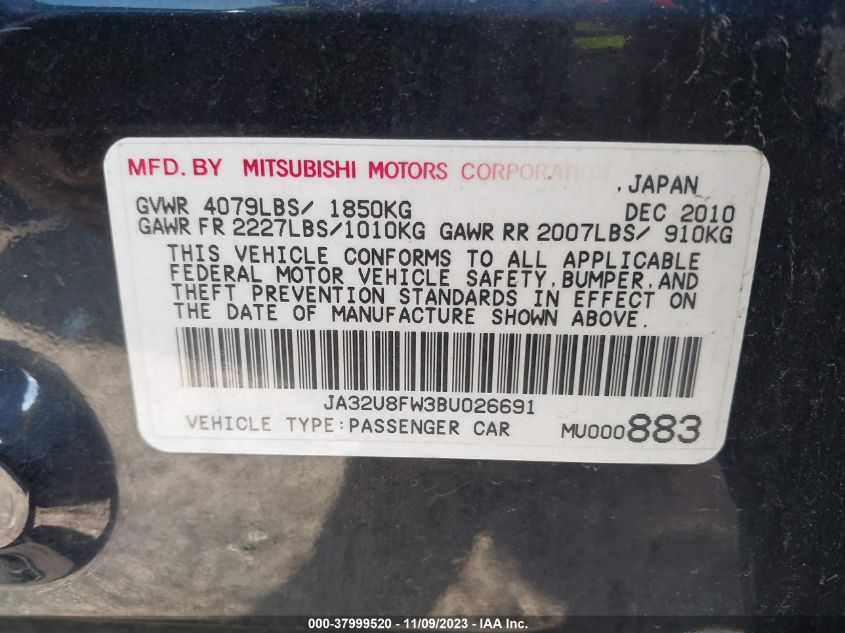 MFD. BY MITSUBISHI MOTORS CORPORATION
,JAPAN
GVWR 4079LBS/ 1850KG DEC 2010
GAWR FR 2227LBS/1010KG GAWR RR 2007LBS/ 910KG
THIS VEHICLE CONFORMS TO ALL APPLICABLE
FEDERAL MOTOR VEHICLE SAFETY,BUMPER,AND
THEFT PREVENTION STANDARDS IN EFFECT ON
THE DATE OF MANUFACTURE SHOWN ABOVE.
JA32U8FW3BU026691
VEHICLE TYPE:PASSENGER CAR MU000883
000-37999520 - 11/09/2023 - IAA Inc.